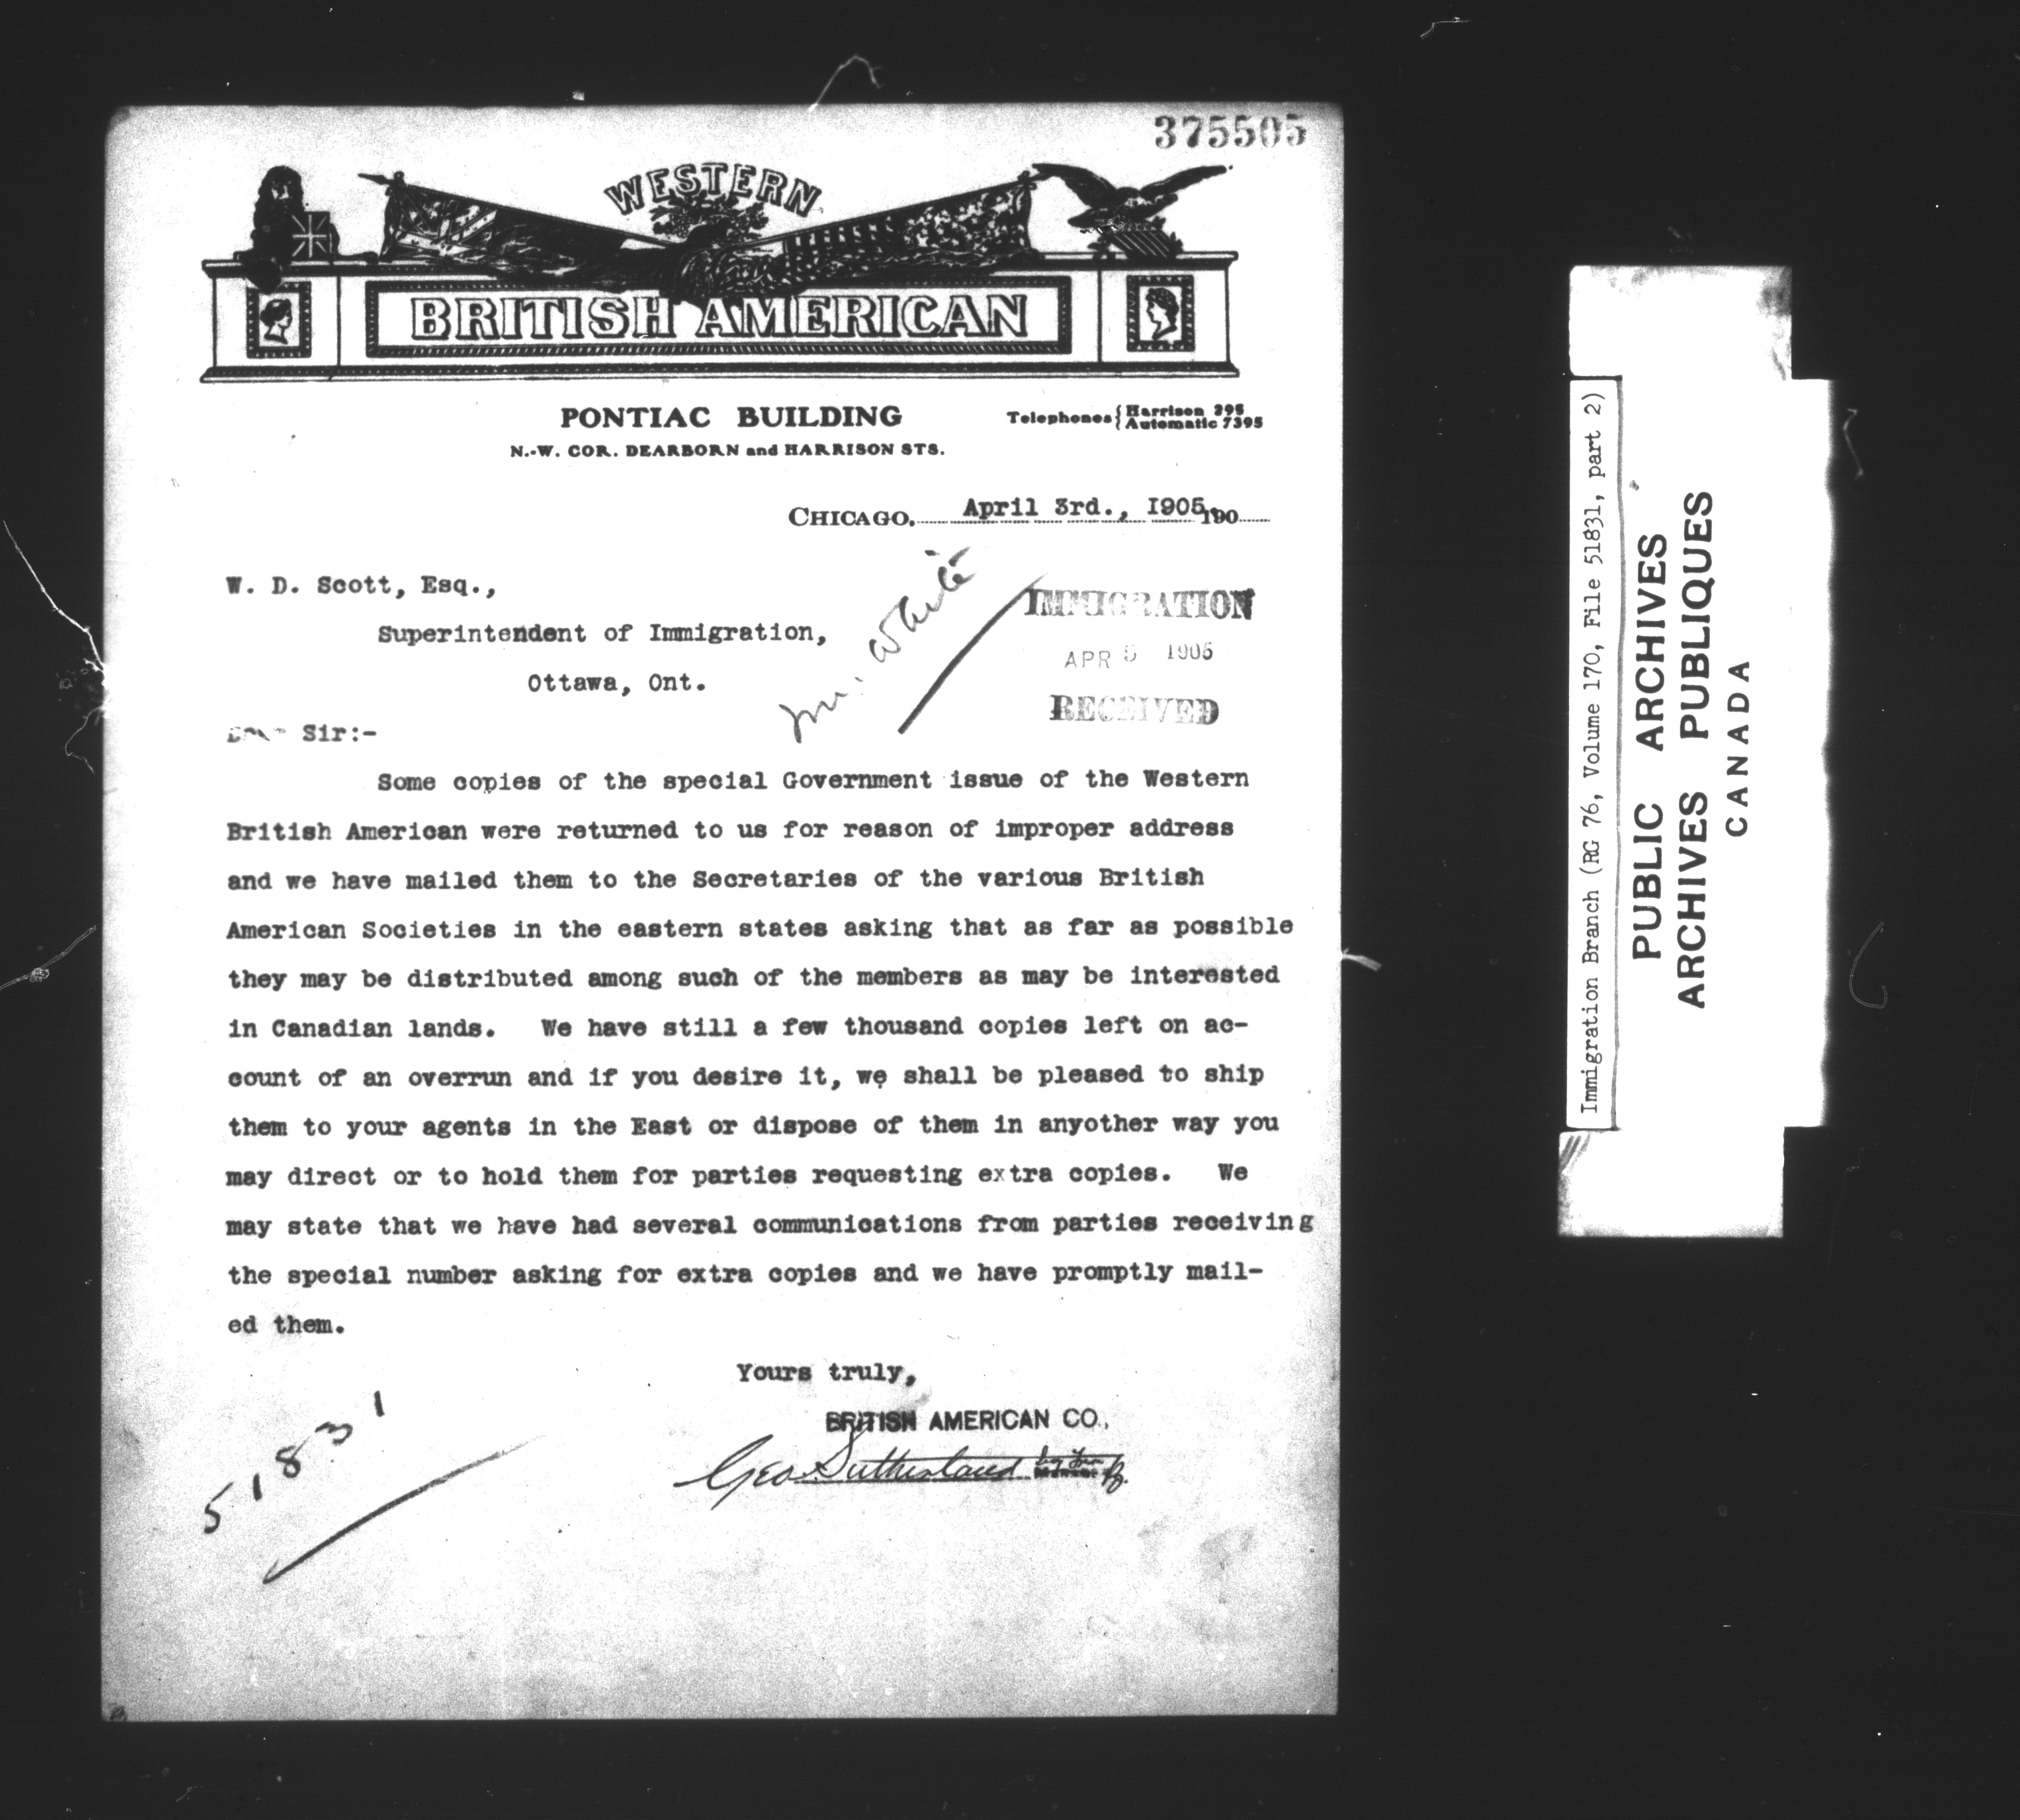 375505
WESTERN
BRITISH AMERICAN
PONTIAC BUILDING
N.-W. COR. DEARBORN and HARRISON STS.
Telephones { Harrison 395
Automatic 7395
CHICAGO, April 3rd., 1905, 190
W. D. Scott, Esq.,
Superintendent of Immigration,
Ottawa, Ont.
Mr. White
IMMIGRATION
APR 5 1905
RECEIVED
Dear Sir:-
Some copies of the special Government issue of the Western
British American were returned to us for reason of improper address
and we have mailed them to the Secretaries of the various British
American Societies in the eastern states asking that as far as possible
they may be distributed among such of the members as may be interested
in Canadian lands. We have still a few thousand copies left on ac-
count of an overrun and if you desire it, we shall be pleased to ship
them to your agents in the East or dispose of them in anyother way you
may direct or to hold them for parties requesting extra copies. We
may state that we have had several communications from parties receiving
the special number asking for extra copies and we have promptly mail-
ed them.
Yours truly,
BRITISH AMERICAN CO.,
Geo Sutherland
51831
Immigration Branch (RG 76, Volume 170, File 51831, part 2)
PUBLIC ARCHIVES
ARCHIVES PUBLIQUES
CANADA